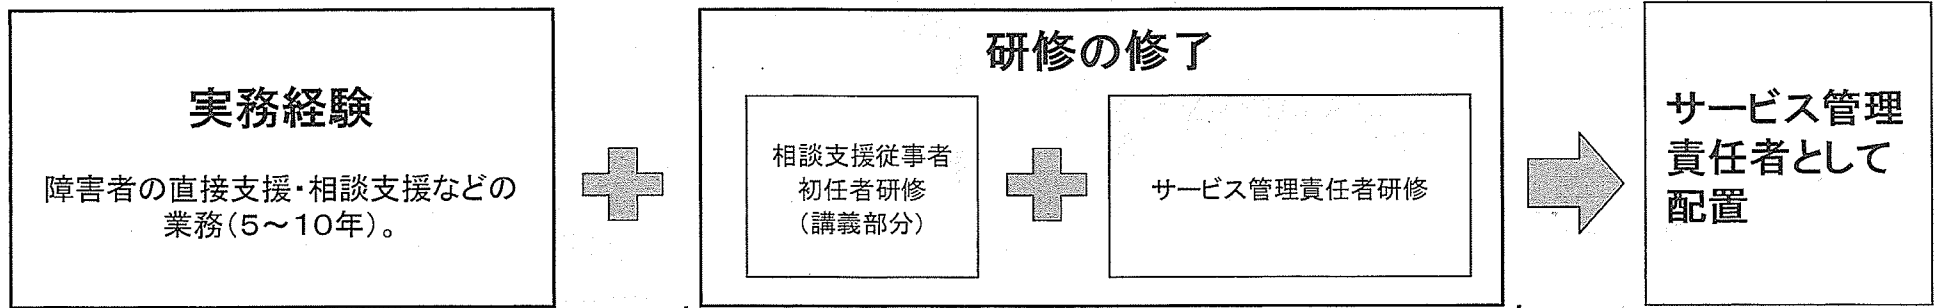 実務経験
障害者の直接支援・相談支援などの
業務(5～10年)。
研修の修了
相談支援従事者
初任者研修
(講義部分)
サービス管理責任者研修
サービス管理
責任者として
配置